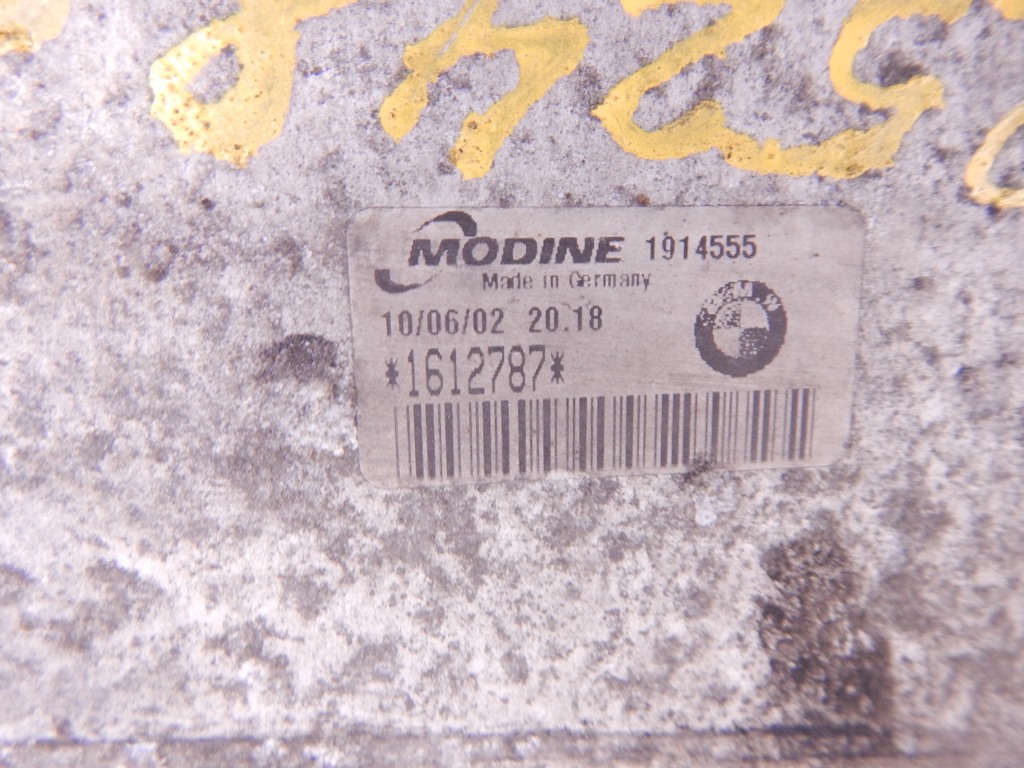 MODINE 1914555
Made in Germany
10/06/02 20.18
*1612787*